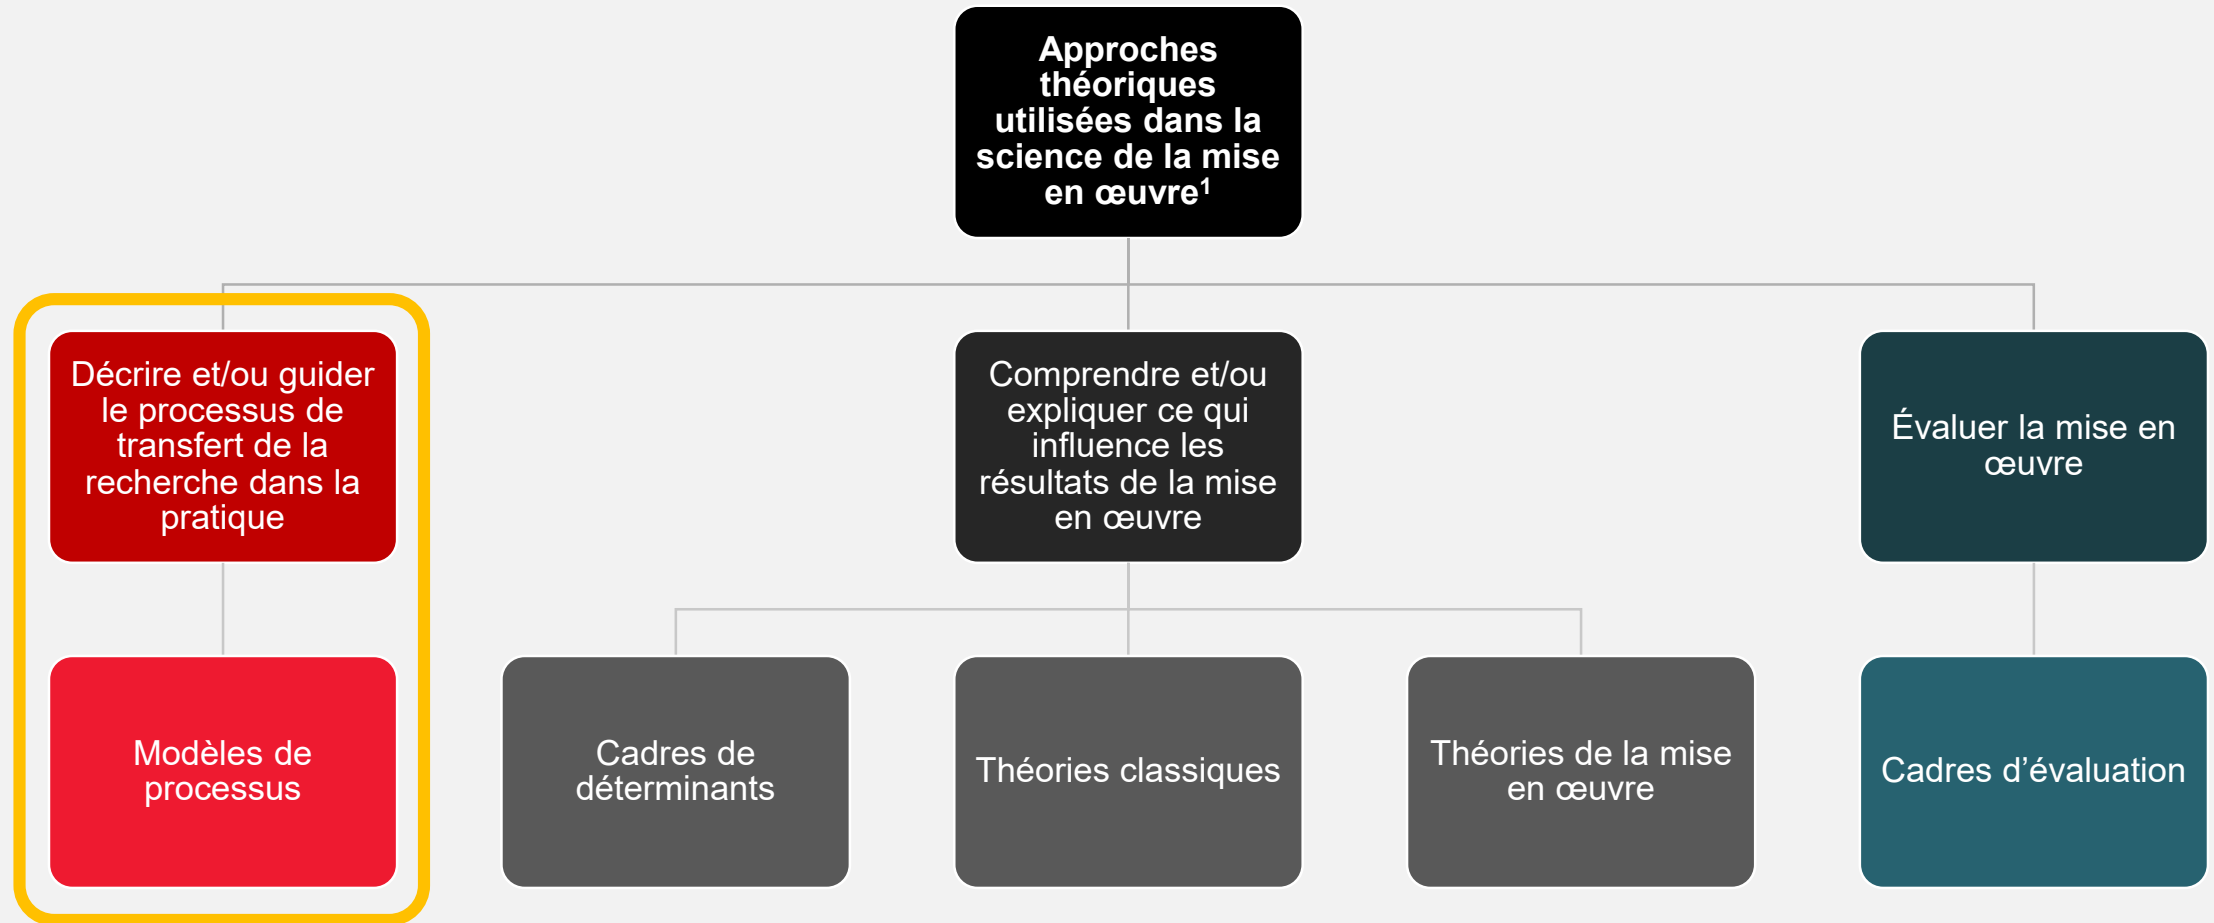 Approches
théoriques
utilisées dans la
science de la mise
en œuvre¹
Décrire et/ou guider
le processus de
transfert de la
recherche dans la
pratique
Comprendre et/ou
expliquer ce qui
influence les
résultats de la mise
en œuvre
Évaluer la mise en
œuvre
Modèles de
processus
Cadres de
déterminants
Théories classiques
Théories de la mise
en œuvre
Cadres d’évaluation